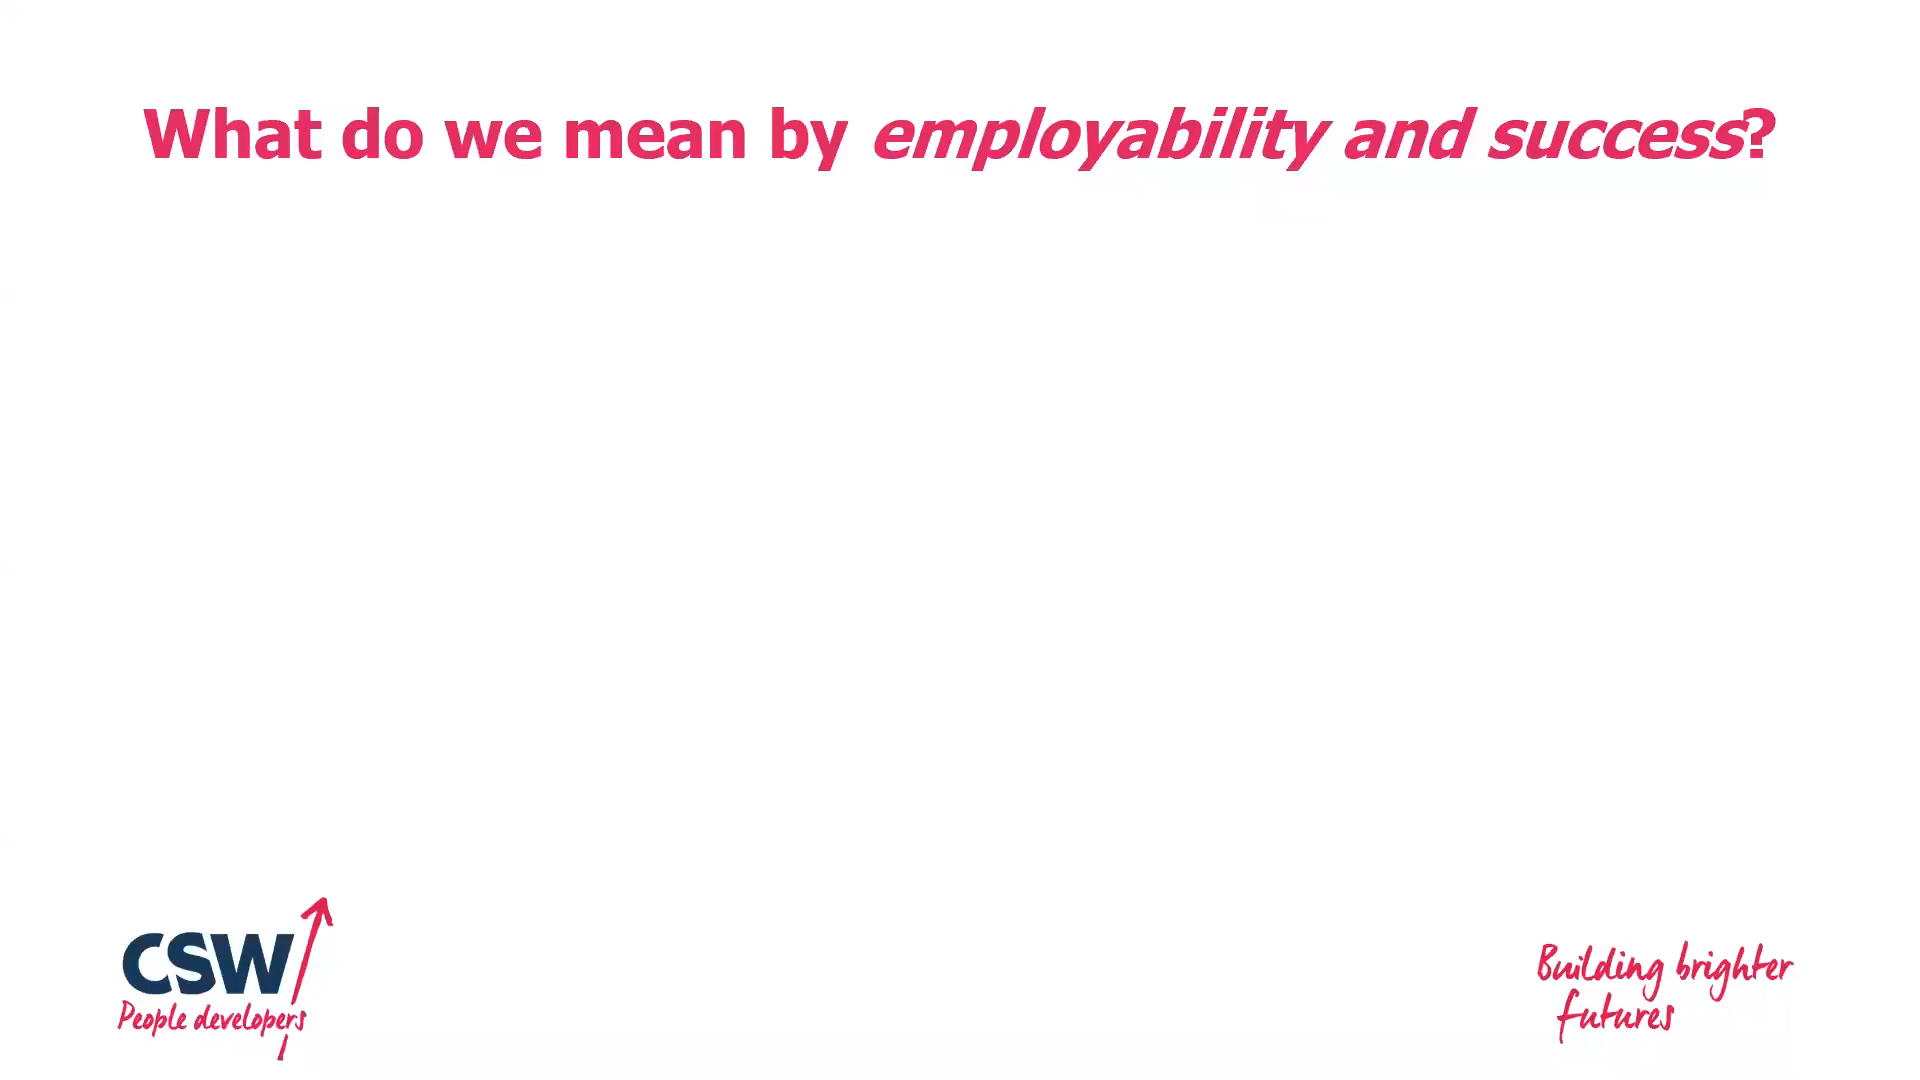 What do we mean by employability and success?
CSW
People developers
Building brighter
futures